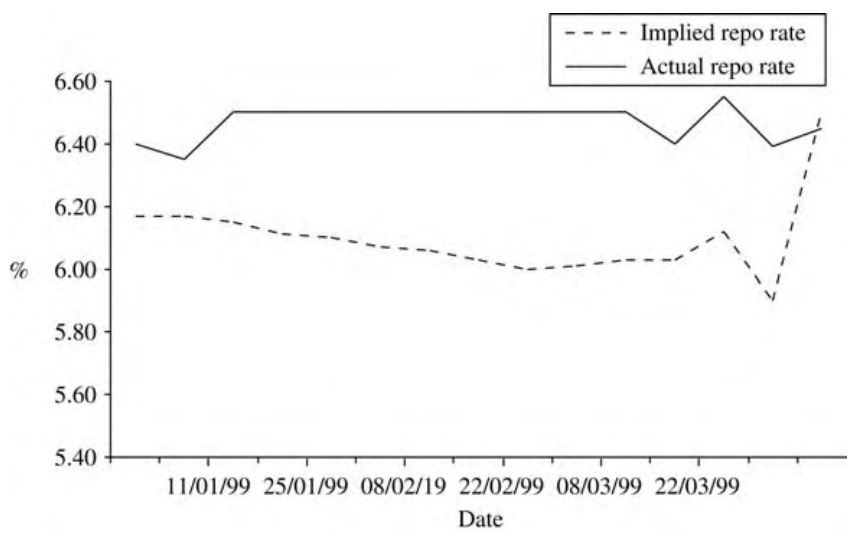 Implied repo rate
Actual repo rate
6.60
6.40
6.20
6.00
%
5.80
5.60
5.40
11/01/99 25/01/99 08/02/19 22/02/99 08/03/99 22/03/99
Date